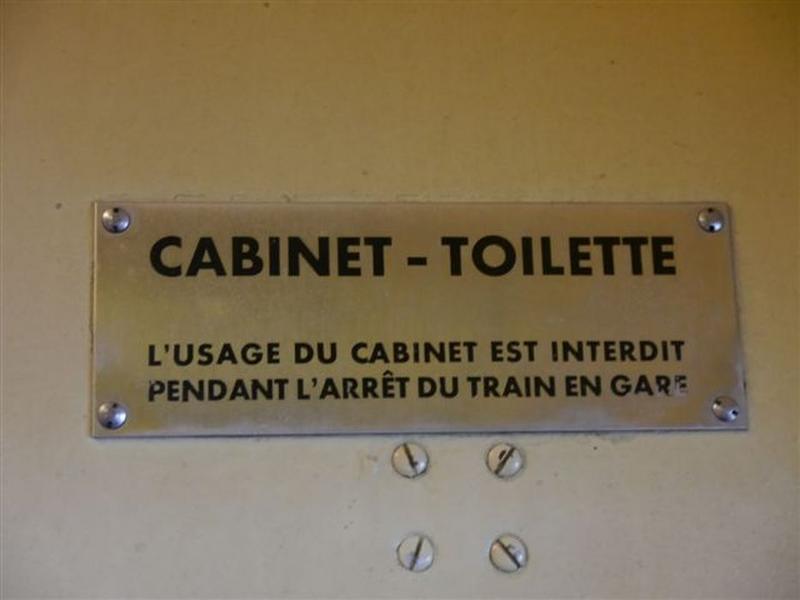 CABINET - TOILETTE
L'USAGE DU CABINET EST INTERDIT
PENDANT L'ARRÊT DU TRAIN EN GARE